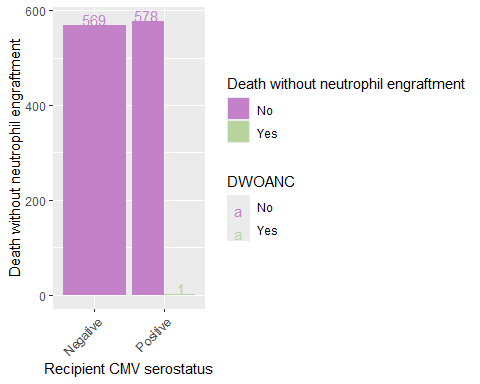 Death without neutrophil engraftment
600
400
200
0
569
578
1
Negative
Positive
Recipient CMV serostatus
Death without neutrophil engraftment
No
Yes
DWOANC
a No
a Yes